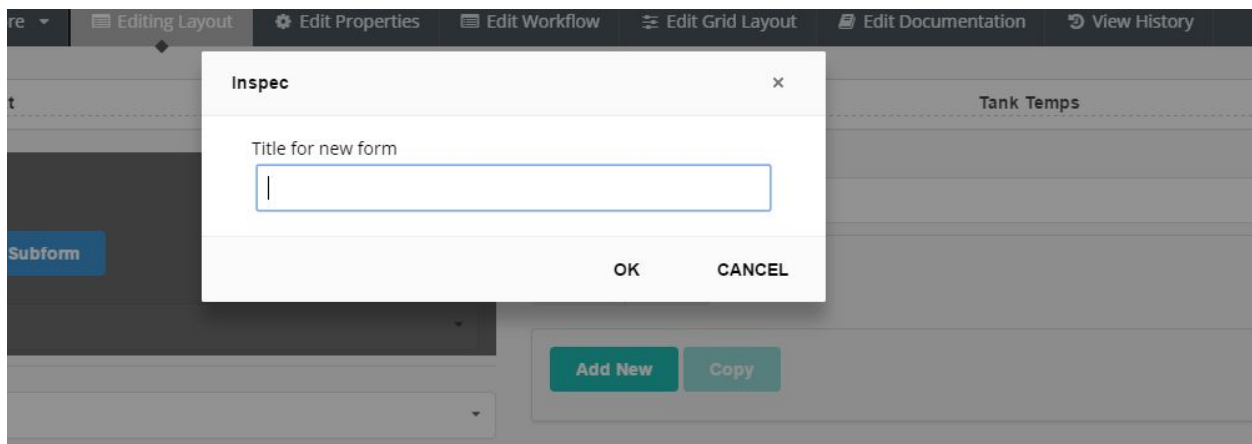 re Editing Layout Edit Properties Edit Workflow Edit Grid Layout Edit Documentation View History
Inspec ×
t Tank Temps
Title for new form
Subform
OK CANCEL
Add New Copy